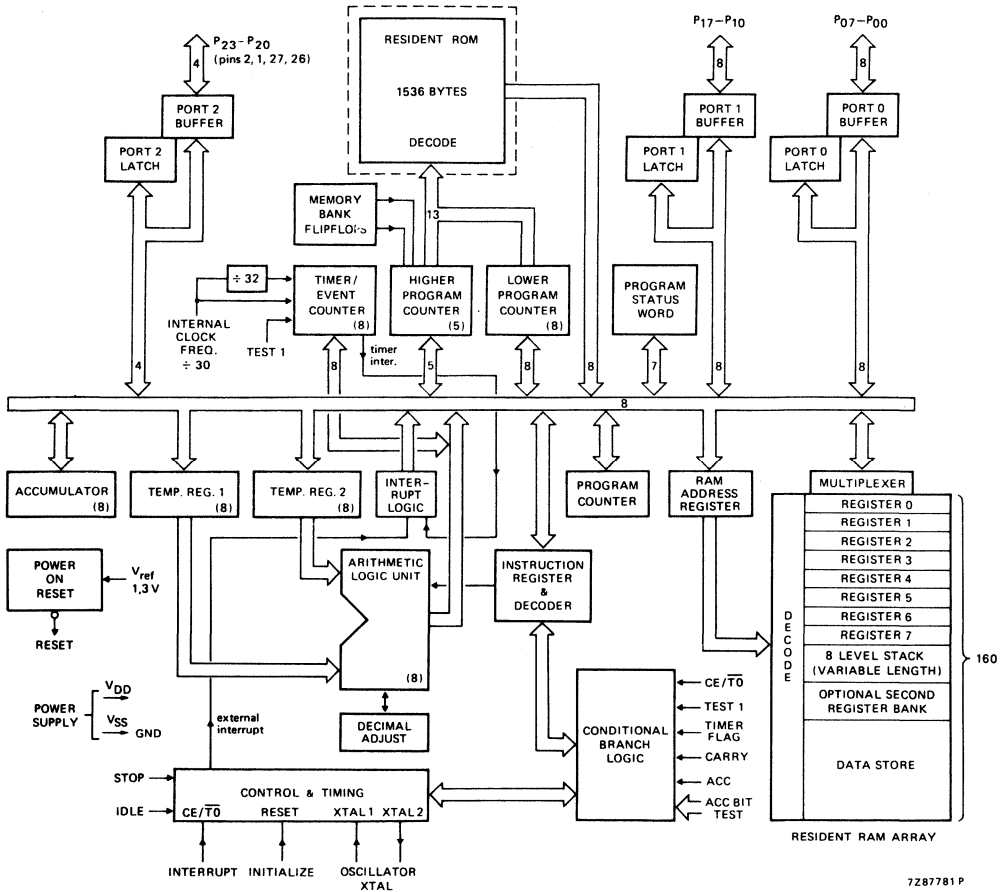 P23-P20
(pins 2, 1, 27, 26)
4
PORT 2
BUFFER
PORT 2
LATCH
4
RESIDENT ROM
1536 BYTES
DECODE
8
P17-P10
8
PORT 1
BUFFER
PORT 1
LATCH
8
P07-P00
8
PORT 0
BUFFER
PORT 0
LATCH
8
MEMORY
BANK
FLIPFLOPS
13
÷ 32
INTERNAL
CLOCK
FREQ.
÷ 30
TEST 1
TIMER/
EVENT
COUNTER
(8)
timer
inter.
8
HIGHER
PROGRAM
COUNTER
(5)
5
LOWER
PROGRAM
COUNTER
(8)
8
PROGRAM
STATUS
WORD
7
8
ACCUMULATOR
(8)
TEMP. REG. 1
(8)
TEMP. REG. 2
(8)
INTER-
RUPT
LOGIC
PROGRAM
COUNTER
RAM
ADDRESS
REGISTER
MULTIPLEXER
REGISTER 0
REGISTER 1
REGISTER 2
REGISTER 3
REGISTER 4
REGISTER 5
REGISTER 6
REGISTER 7
8 LEVEL STACK
(VARIABLE LENGTH)
OPTIONAL SECOND
REGISTER BANK
DATA STORE
DECODE
160
RESIDENT RAM ARRAY
POWER
ON
RESET
Vref
1,3 V
RESET
ARITHMETIC
LOGIC UNIT
(8)
INSTRUCTION
REGISTER
&
DECODER
DECIMAL
ADJUST
POWER
SUPPLY
VDD
VSS
GND
external
interrupt
CONDITIONAL
BRANCH
LOGIC
CE/T̅0̅
TEST 1
TIMER
FLAG
CARRY
ACC
ACC BIT
TEST
STOP
IDLE
CONTROL & TIMING
CE/T̅0̅ RESET XTAL 1 XTAL 2
INTERRUPT INITIALIZE OSCILLATOR
XTAL
7Z87781 P